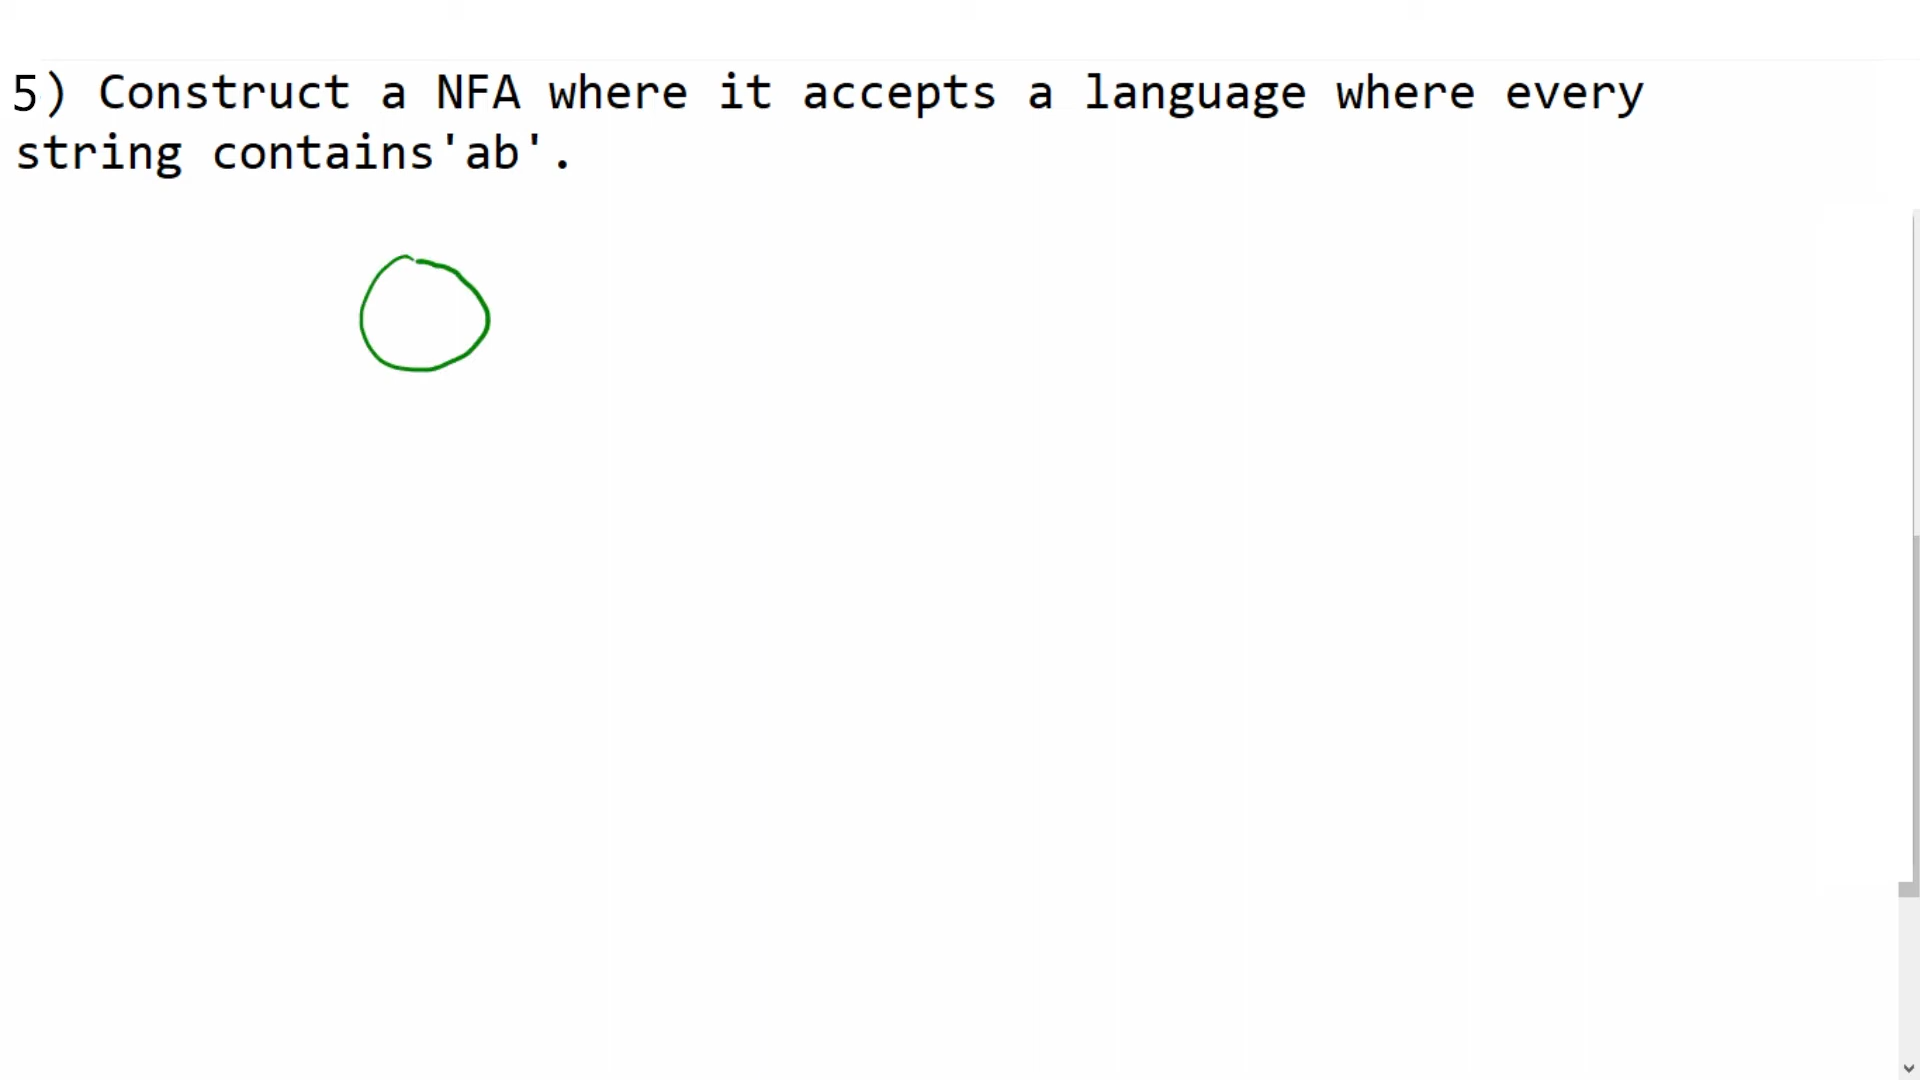 5) Construct a NFA where it accepts a language where every
string contains'ab'.